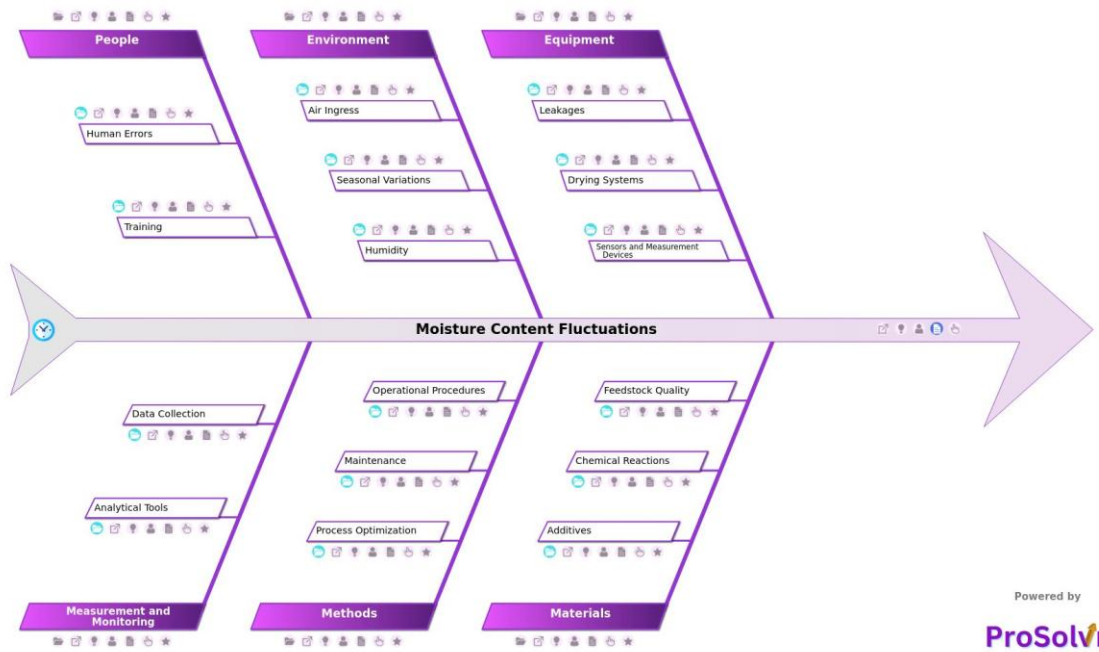 People
Environment
Equipment
Human Errors
Training
Air Ingress
Seasonal Variations
Humidity
Leakages
Drying Systems
Sensors and Measurement
Devices
Moisture Content Fluctuations
Data Collection
Analytical Tools
Operational Procedures
Maintenance
Process Optimization
Feedstock Quality
Chemical Reactions
Additives
Measurement and
Monitoring
Methods
Materials
Powered by